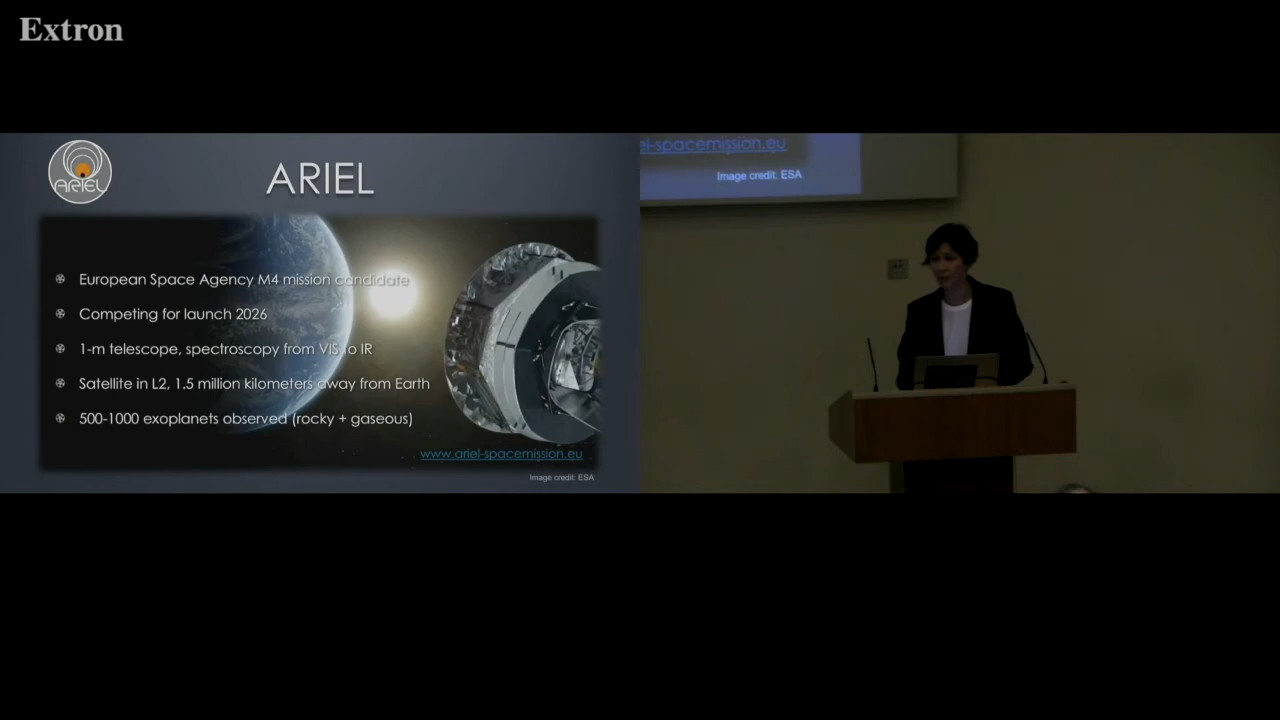 Extron
ARIEL
ARIEL
European Space Agency M4 mission candidate
Competing for launch 2026
1-m telescope, spectroscopy from VIS to IR
Satellite in L2, 1.5 million kilometers away from Earth
500-1000 exoplanets observed (rocky + gaseous)
www.ariel-spacemission.eu
Image credit: ESA
el-spacemission.eu
Image credit: ESA